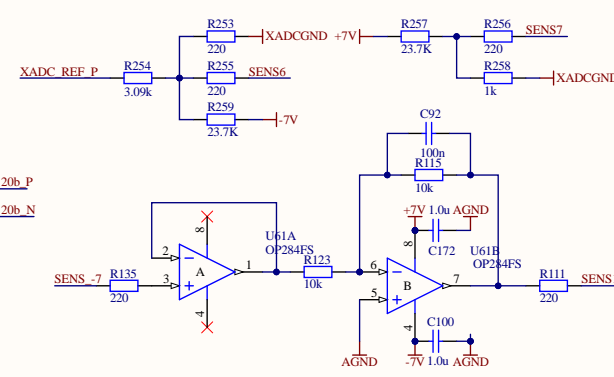 R253
XADCGND
220
XADC_REF_P
R254
3.09k
R255
SENS6
220
R259
-7V
23.7K
+7V
R257
23.7K
R256
SENS7
220
R258
XADCGND
1k
20b_P
20b_N
C92
100n
R115
10k
+7V
1.0u
AGND
C172
8
U61A
OP284FS
2
A
1
3
4
SENS_-7
R135
220
R123
10k
8
U61B
OP284FS
6
B
7
5
4
C100
-7V
1.0u
AGND
AGND
R111
220
SENS